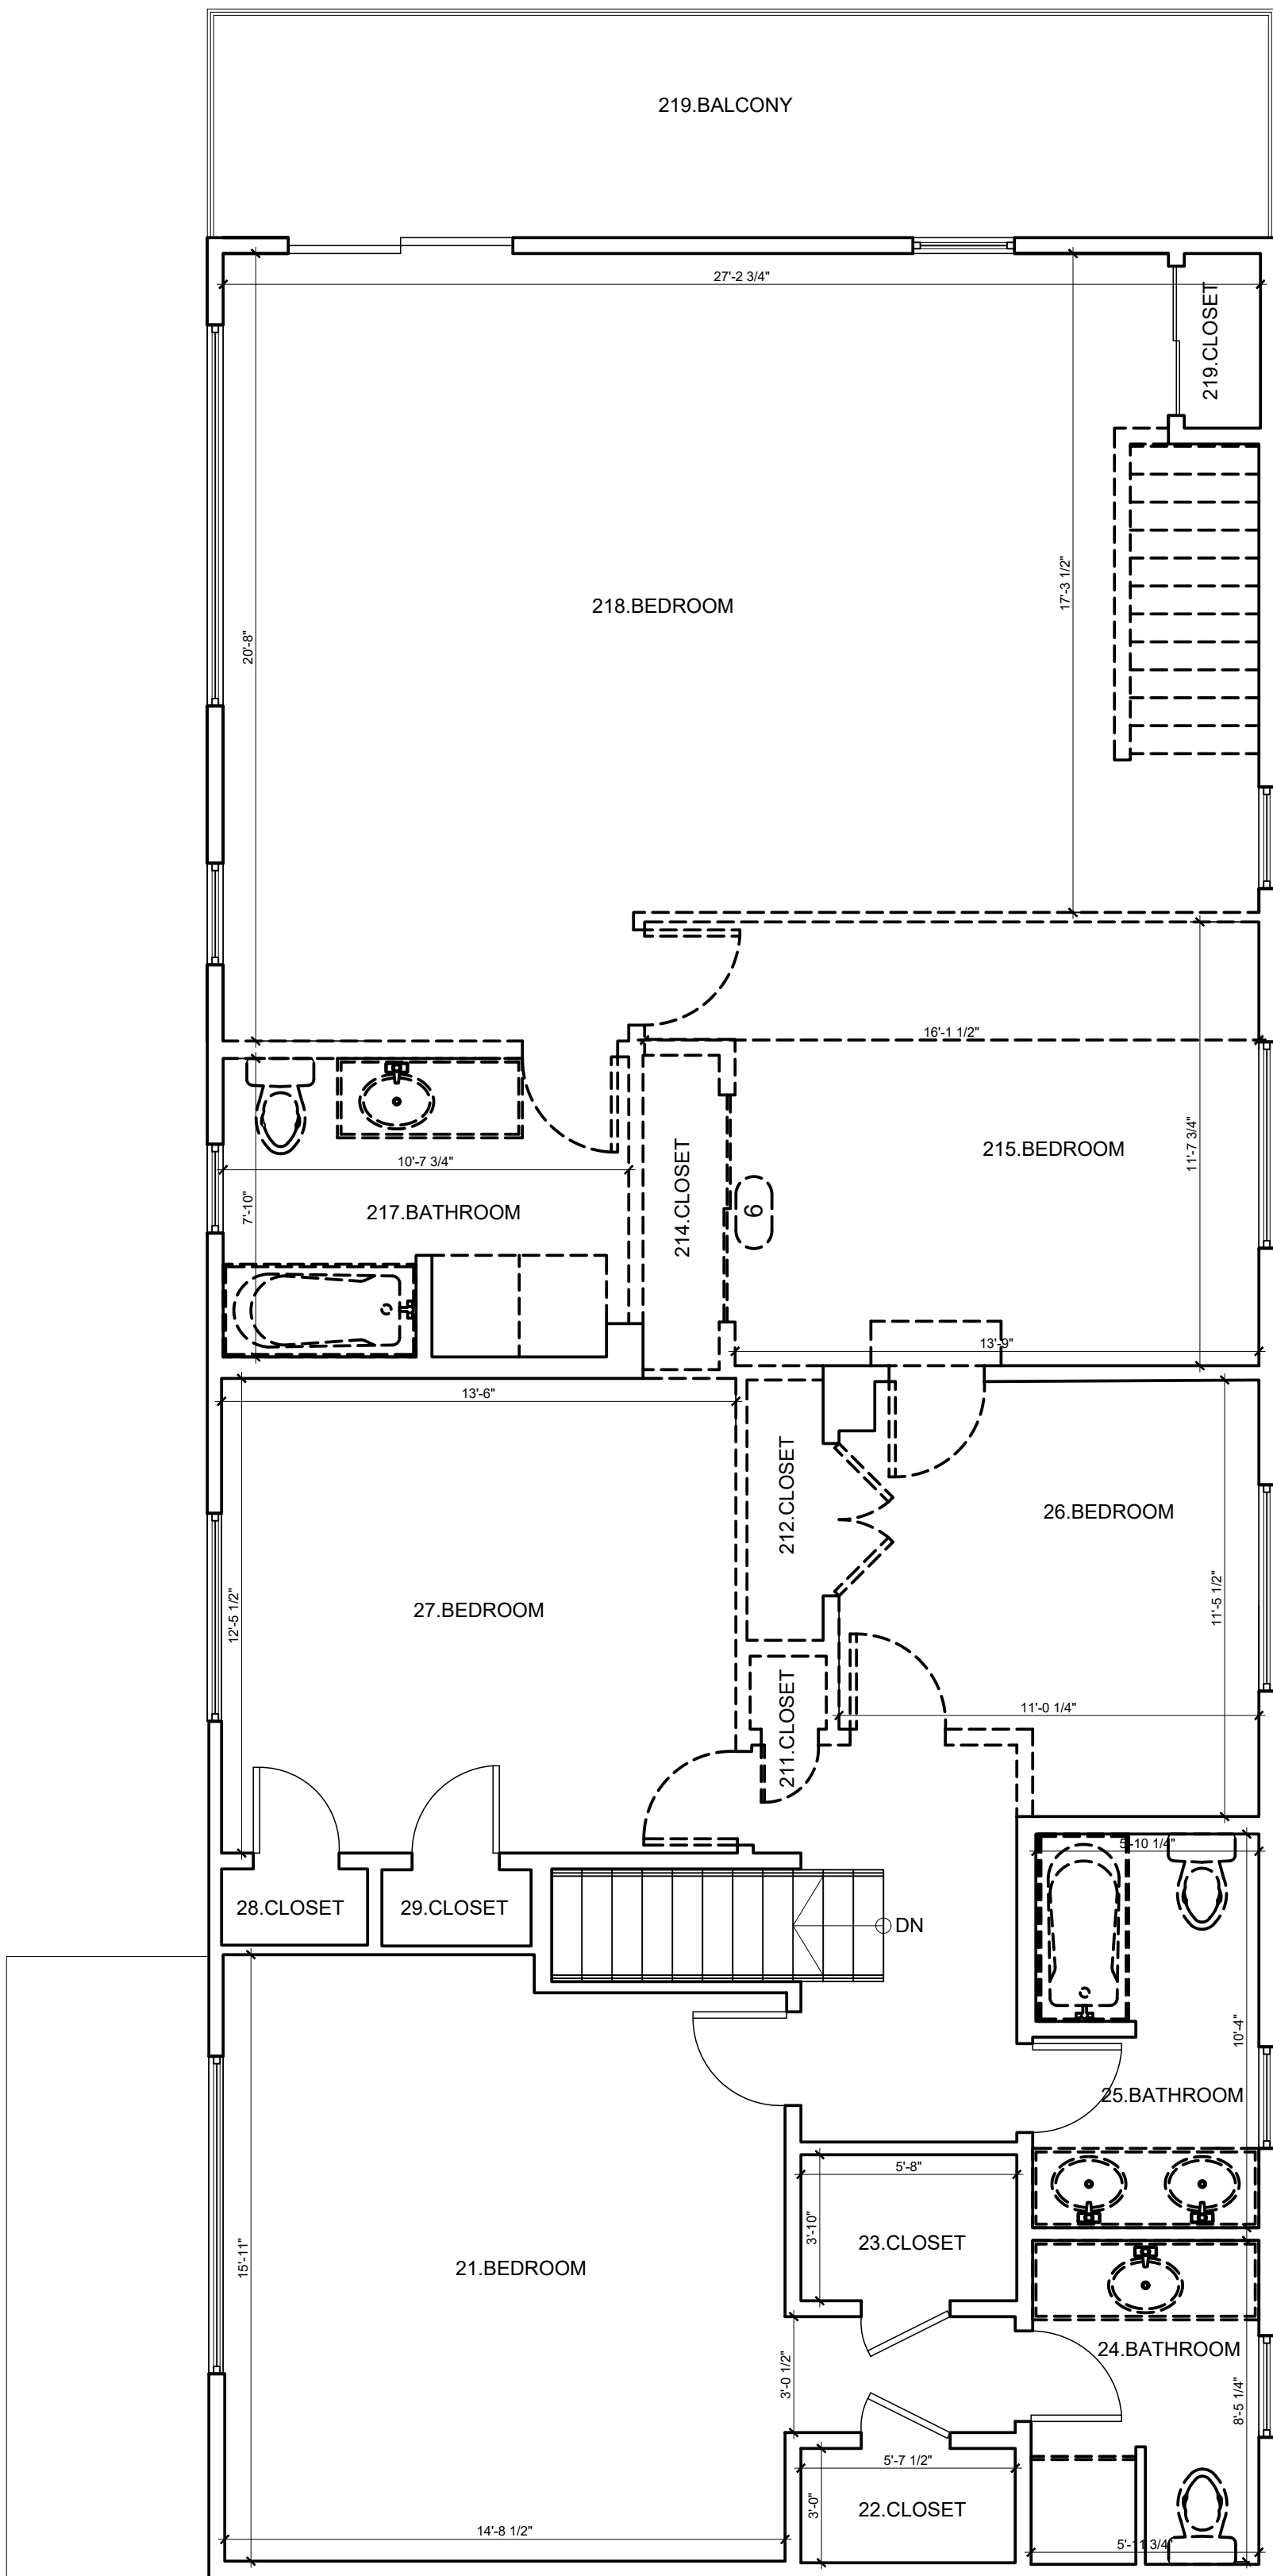 219.BALCONY
27'-2 3/4"
219.CLOSET
17'-3 1/2"
218.BEDROOM
20'-8"
16'-1 1/2"
215.BEDROOM
11'-7 3/4"
10'-7 3/4"
214.CLOSET
6
7'-10"
217.BATHROOM
13'-9"
13'-6"
212.CLOSET
26.BEDROOM
12'-5 1/2"
27.BEDROOM
11'-5 1/2"
211.CLOSET
11'-0 1/4"
5'-10 1/4"
28.CLOSET
29.CLOSET
DN
10'-4"
25.BATHROOM
5'-8"
3'-10"
23.CLOSET
15'-11"
21.BEDROOM
24.BATHROOM
3'-0 1/2"
8'-5 1/4"
5'-7 1/2"
3'-0"
22.CLOSET
14'-8 1/2"
5'-11 3/4"